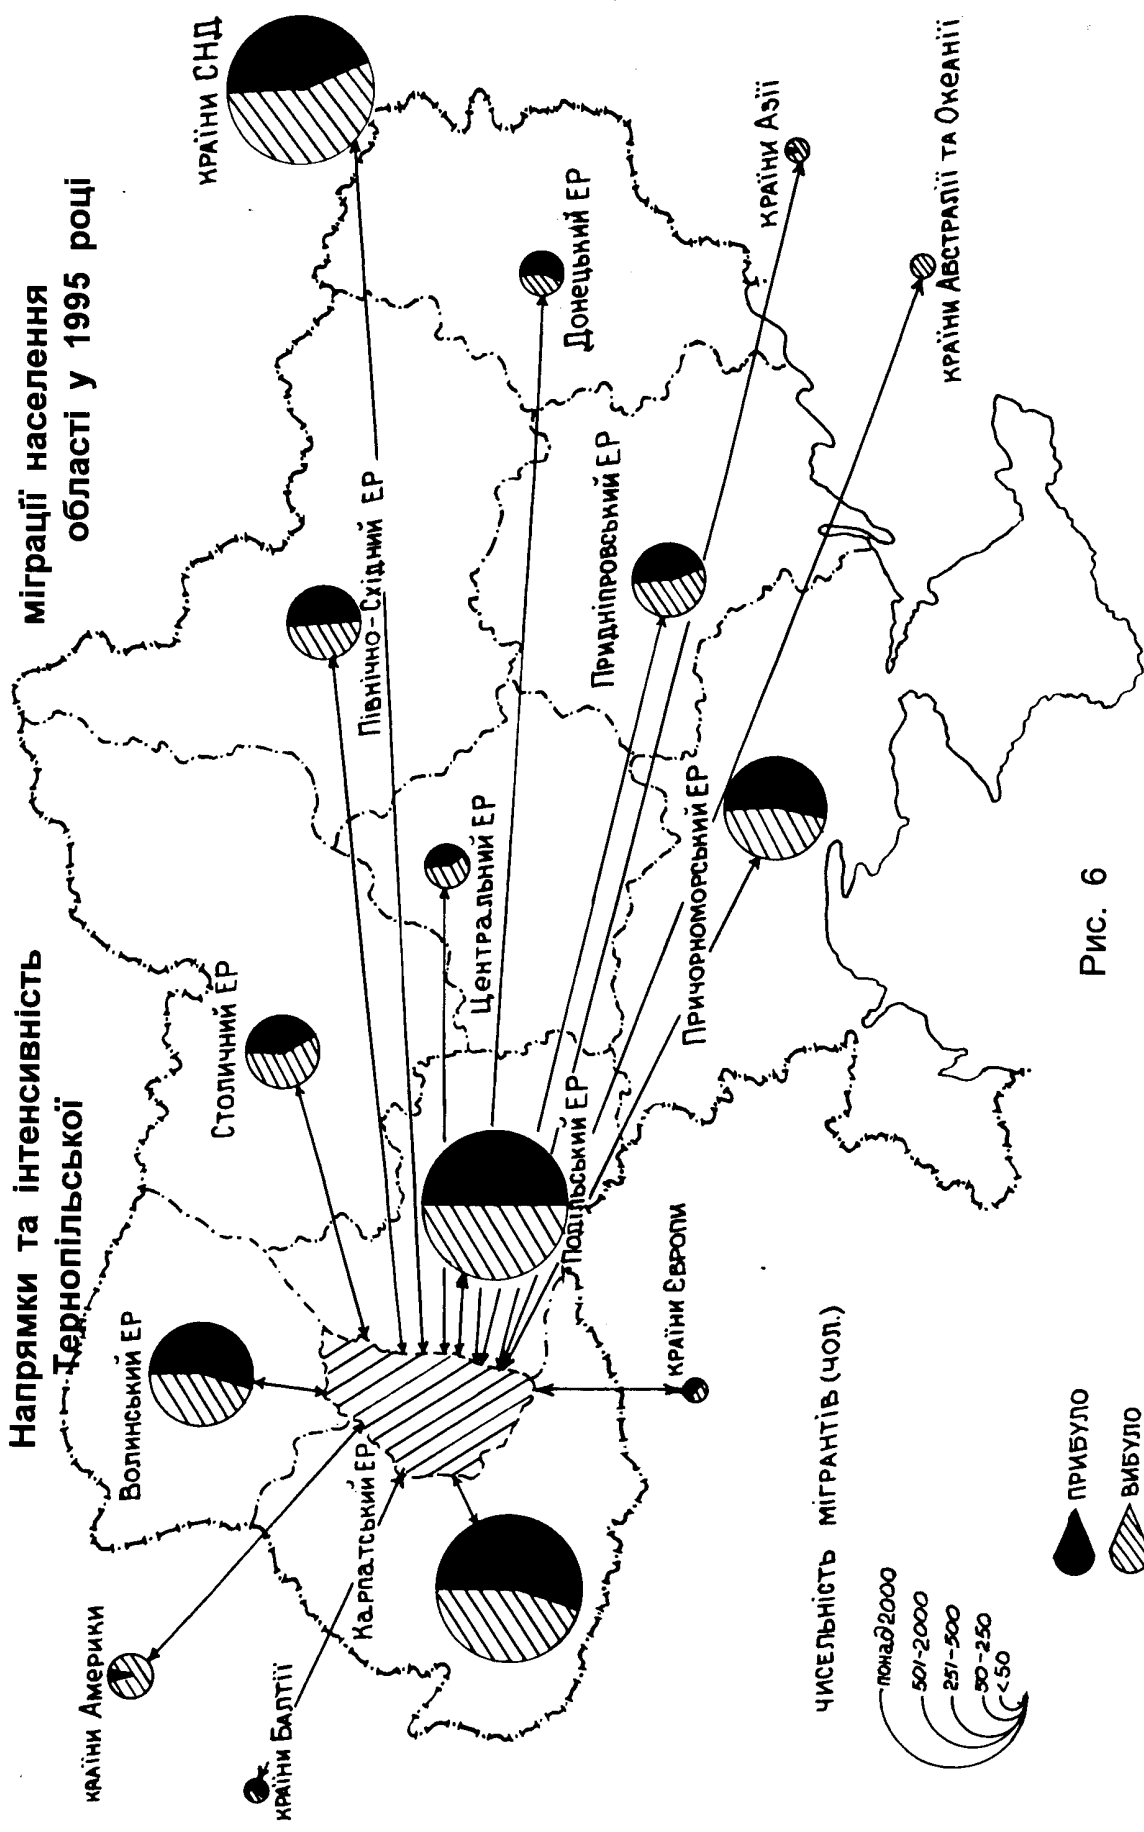 Напрямки та інтенсивність міграції населення
Тернопільської області у 1995 році
країни СНД
країни Америки
Волинський ЕР
Столичний ЕР
країни Балтії
Карпатський ЕР
Північно-Східний ЕР
Центральний ЕР
Донецький ЕР
Подільський ЕР
Придніпровський ЕР
країни Європи
Причорноморський ЕР
країни Азії
країни Австралії та Океанії
чисельність мігрантів (чол.)
понад 2000
501-2000
251-500
50-250
<50
прибуло
вибуло
Рис. 6